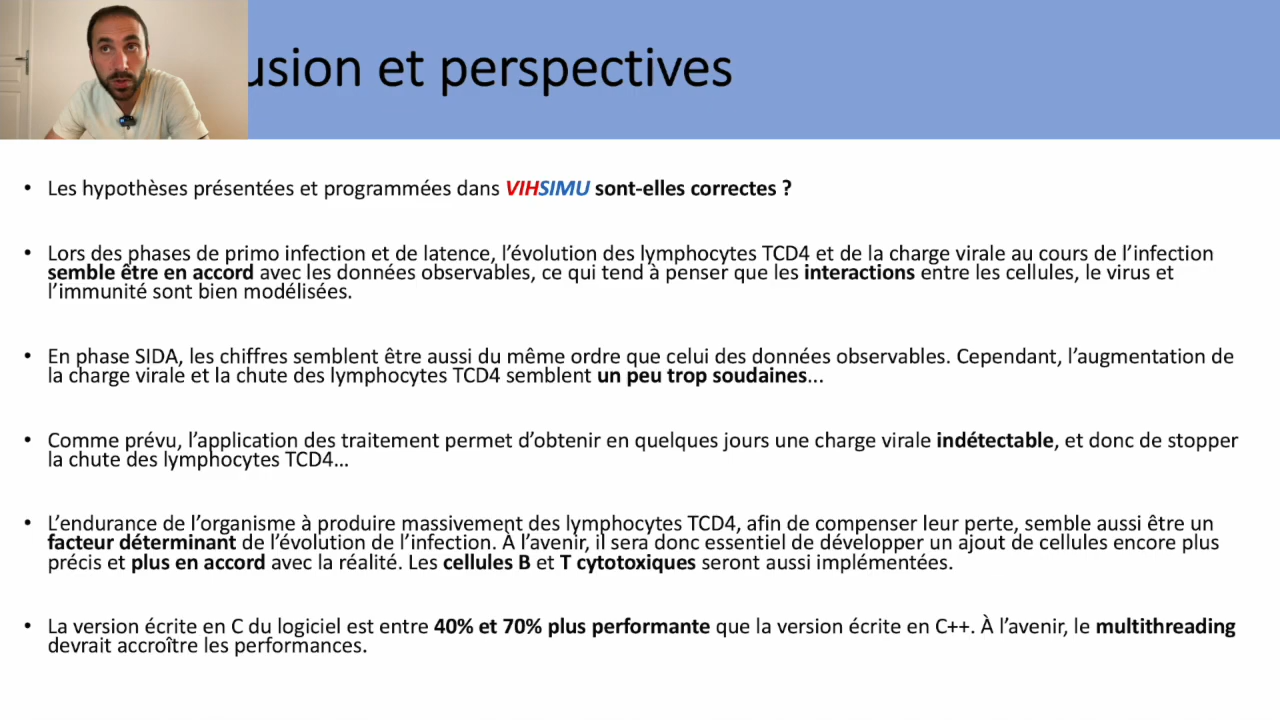 usion et perspectives
• Les hypothèses présentées et programmées dans VIHSIMU sont-elles correctes ?
• Lors des phases de primo infection et de latence, l’évolution des lymphocytes TCD4 et de la charge virale au cours de l’infection
semble être en accord avec les données observables, ce qui tend à penser que les interactions entre les cellules, le virus et
l’immunité sont bien modélisées.
• En phase SIDA, les chiffres semblent être aussi du même ordre que celui des données observables. Cependant, l’augmentation de
la charge virale et la chute des lymphocytes TCD4 semblent un peu trop soudaines...
• Comme prévu, l’application des traitement permet d’obtenir en quelques jours une charge virale indétectable, et donc de stopper
la chute des lymphocytes TCD4...
• L’endurance de l’organisme à produire massivement des lymphocytes TCD4, afin de compenser leur perte, semble aussi être un
facteur déterminant de l’évolution de l’infection. À l’avenir, il sera donc essentiel de développer un ajout de cellules encore plus
précis et plus en accord avec la réalité. Les cellules B et T cytotoxiques seront aussi implémentées.
• La version écrite en C du logiciel est entre 40% et 70% plus performante que la version écrite en C++. À l’avenir, le multithreading
devrait accroître les performances.